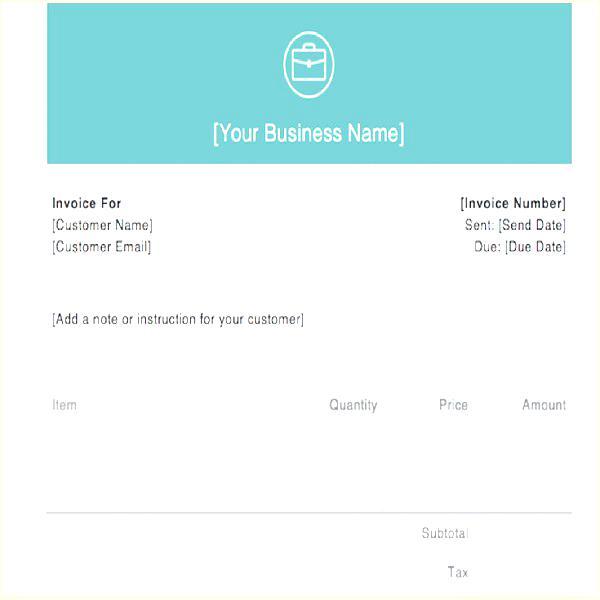 [Your Business Name]
Invoice For
[Invoice Number]
[Customer Name]
Sent: [Send Date]
[Customer Email]
Due: [Due Date]
[Add a note or instruction for your customer]
Item Quantity Price Amount
Subtotal
Tax